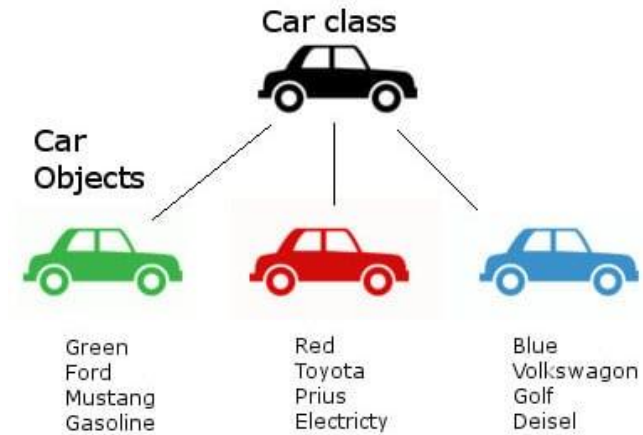 Car class
Car
Objects
Green
Ford
Mustang
Gasoline
Red
Toyota
Prius
Electricty
Blue
Volkswagon
Golf
Deisel